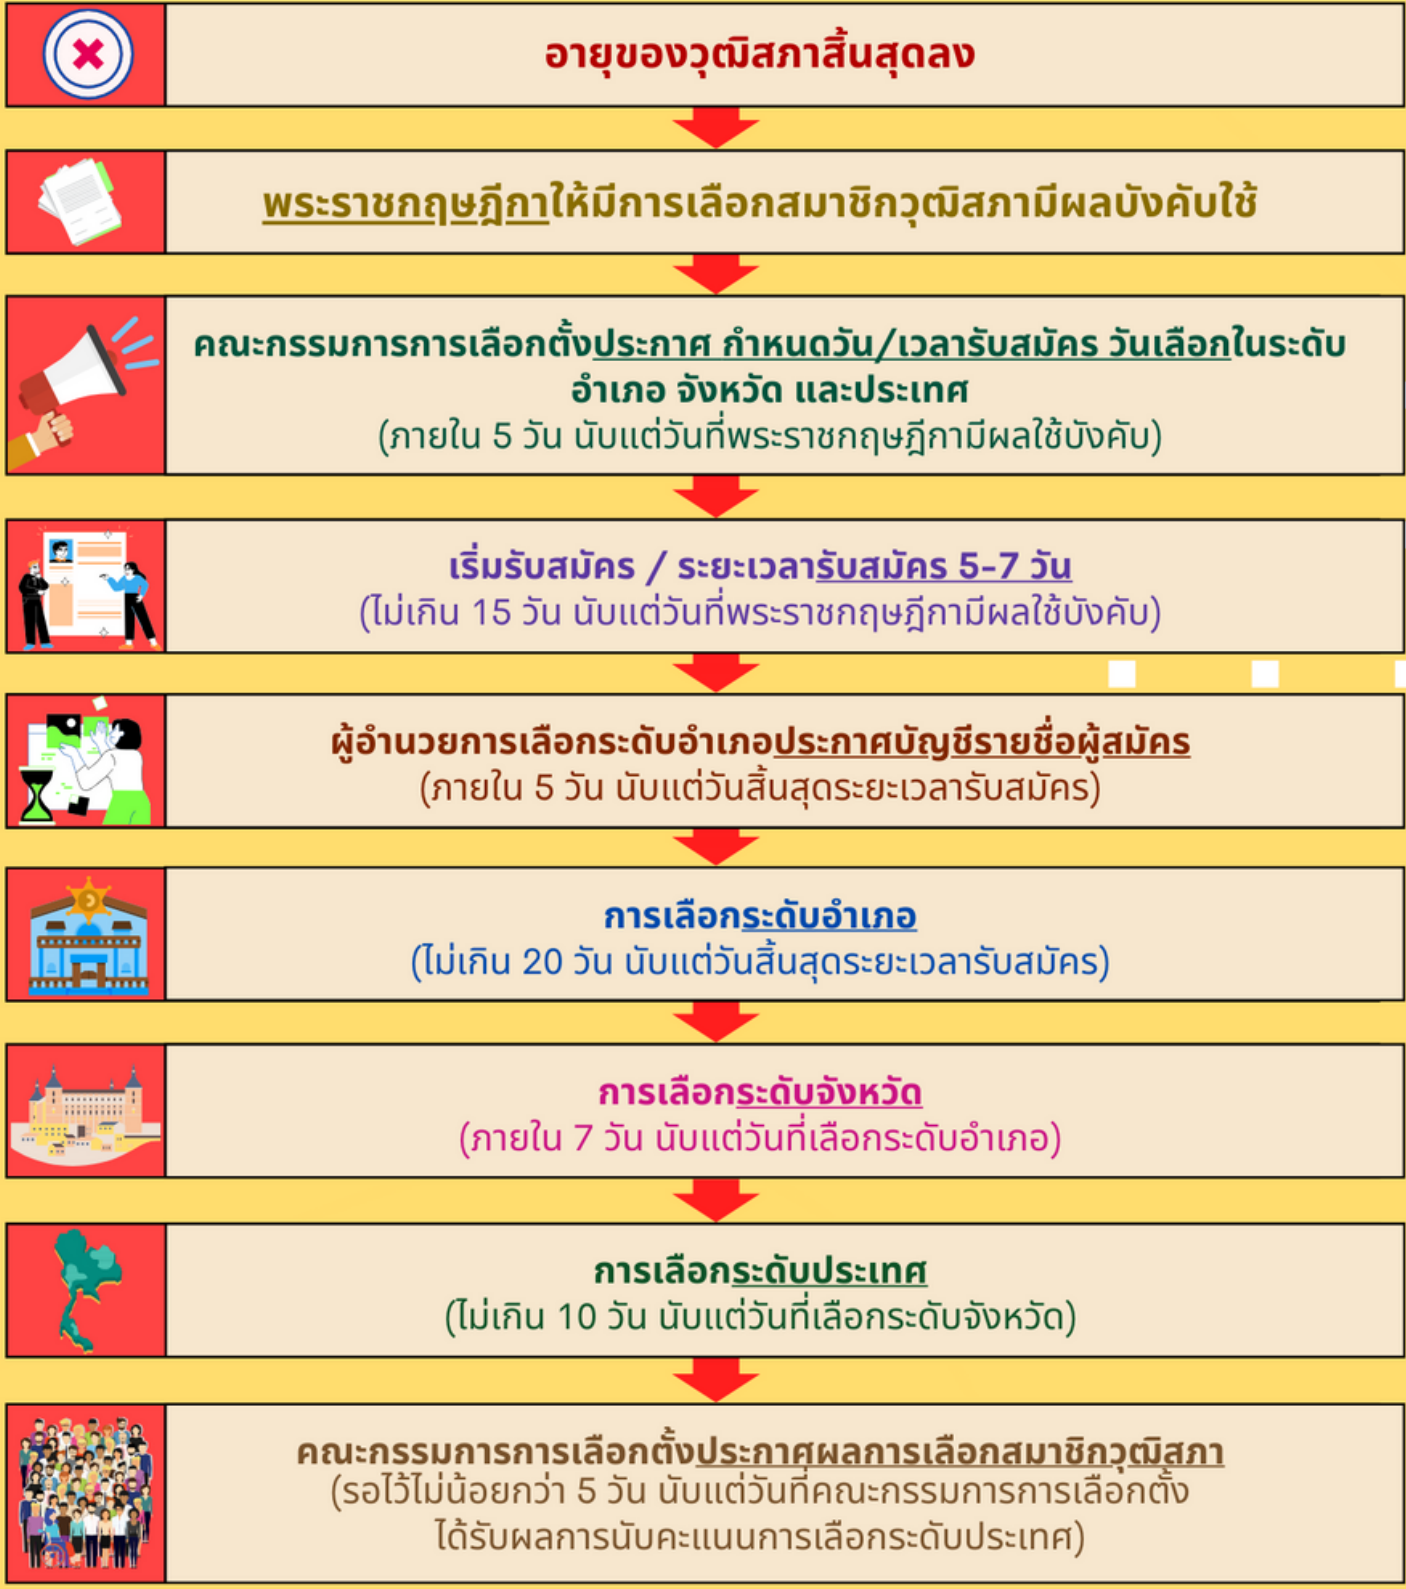 อายุของวุฒิสภาสิ้นสุดลง
พระราชกฤษฎีกาให้มีการเลือกสมาชิกวุฒิสภามีผลบังคับใช้
คณะกรรมการการเลือกตั้งประกาศ กำหนดวัน/เวลารับสมัคร วันเลือกในระดับ
อำเภอ จังหวัด และประเทศ
(ภายใน 5 วัน นับแต่วันที่พระราชกฤษฎีกามีผลใช้บังคับ)
เริ่มรับสมัคร / ระยะเวลารับสมัคร 5-7 วัน
(ไม่เกิน 15 วัน นับแต่วันที่พระราชกฤษฎีกามีผลใช้บังคับ)
ผู้อำนวยการเลือกระดับอำเภอประกาศบัญชีรายชื่อผู้สมัคร
(ภายใน 5 วัน นับแต่วันสิ้นสุดระยะเวลารับสมัคร)
การเลือกระดับอำเภอ
(ไม่เกิน 20 วัน นับแต่วันสิ้นสุดระยะเวลารับสมัคร)
การเลือกระดับจังหวัด
(ภายใน 7 วัน นับแต่วันที่เลือกระดับอำเภอ)
การเลือกระดับประเทศ
(ไม่เกิน 10 วัน นับแต่วันที่เลือกระดับจังหวัด)
คณะกรรมการการเลือกตั้งประกาศผลการเลือกสมาชิกวุฒิสภา
(รอไว้ไม่น้อยกว่า 5 วัน นับแต่วันที่คณะกรรมการการเลือกตั้ง
ได้รับผลการนับคะแนนการเลือกระดับประเทศ)